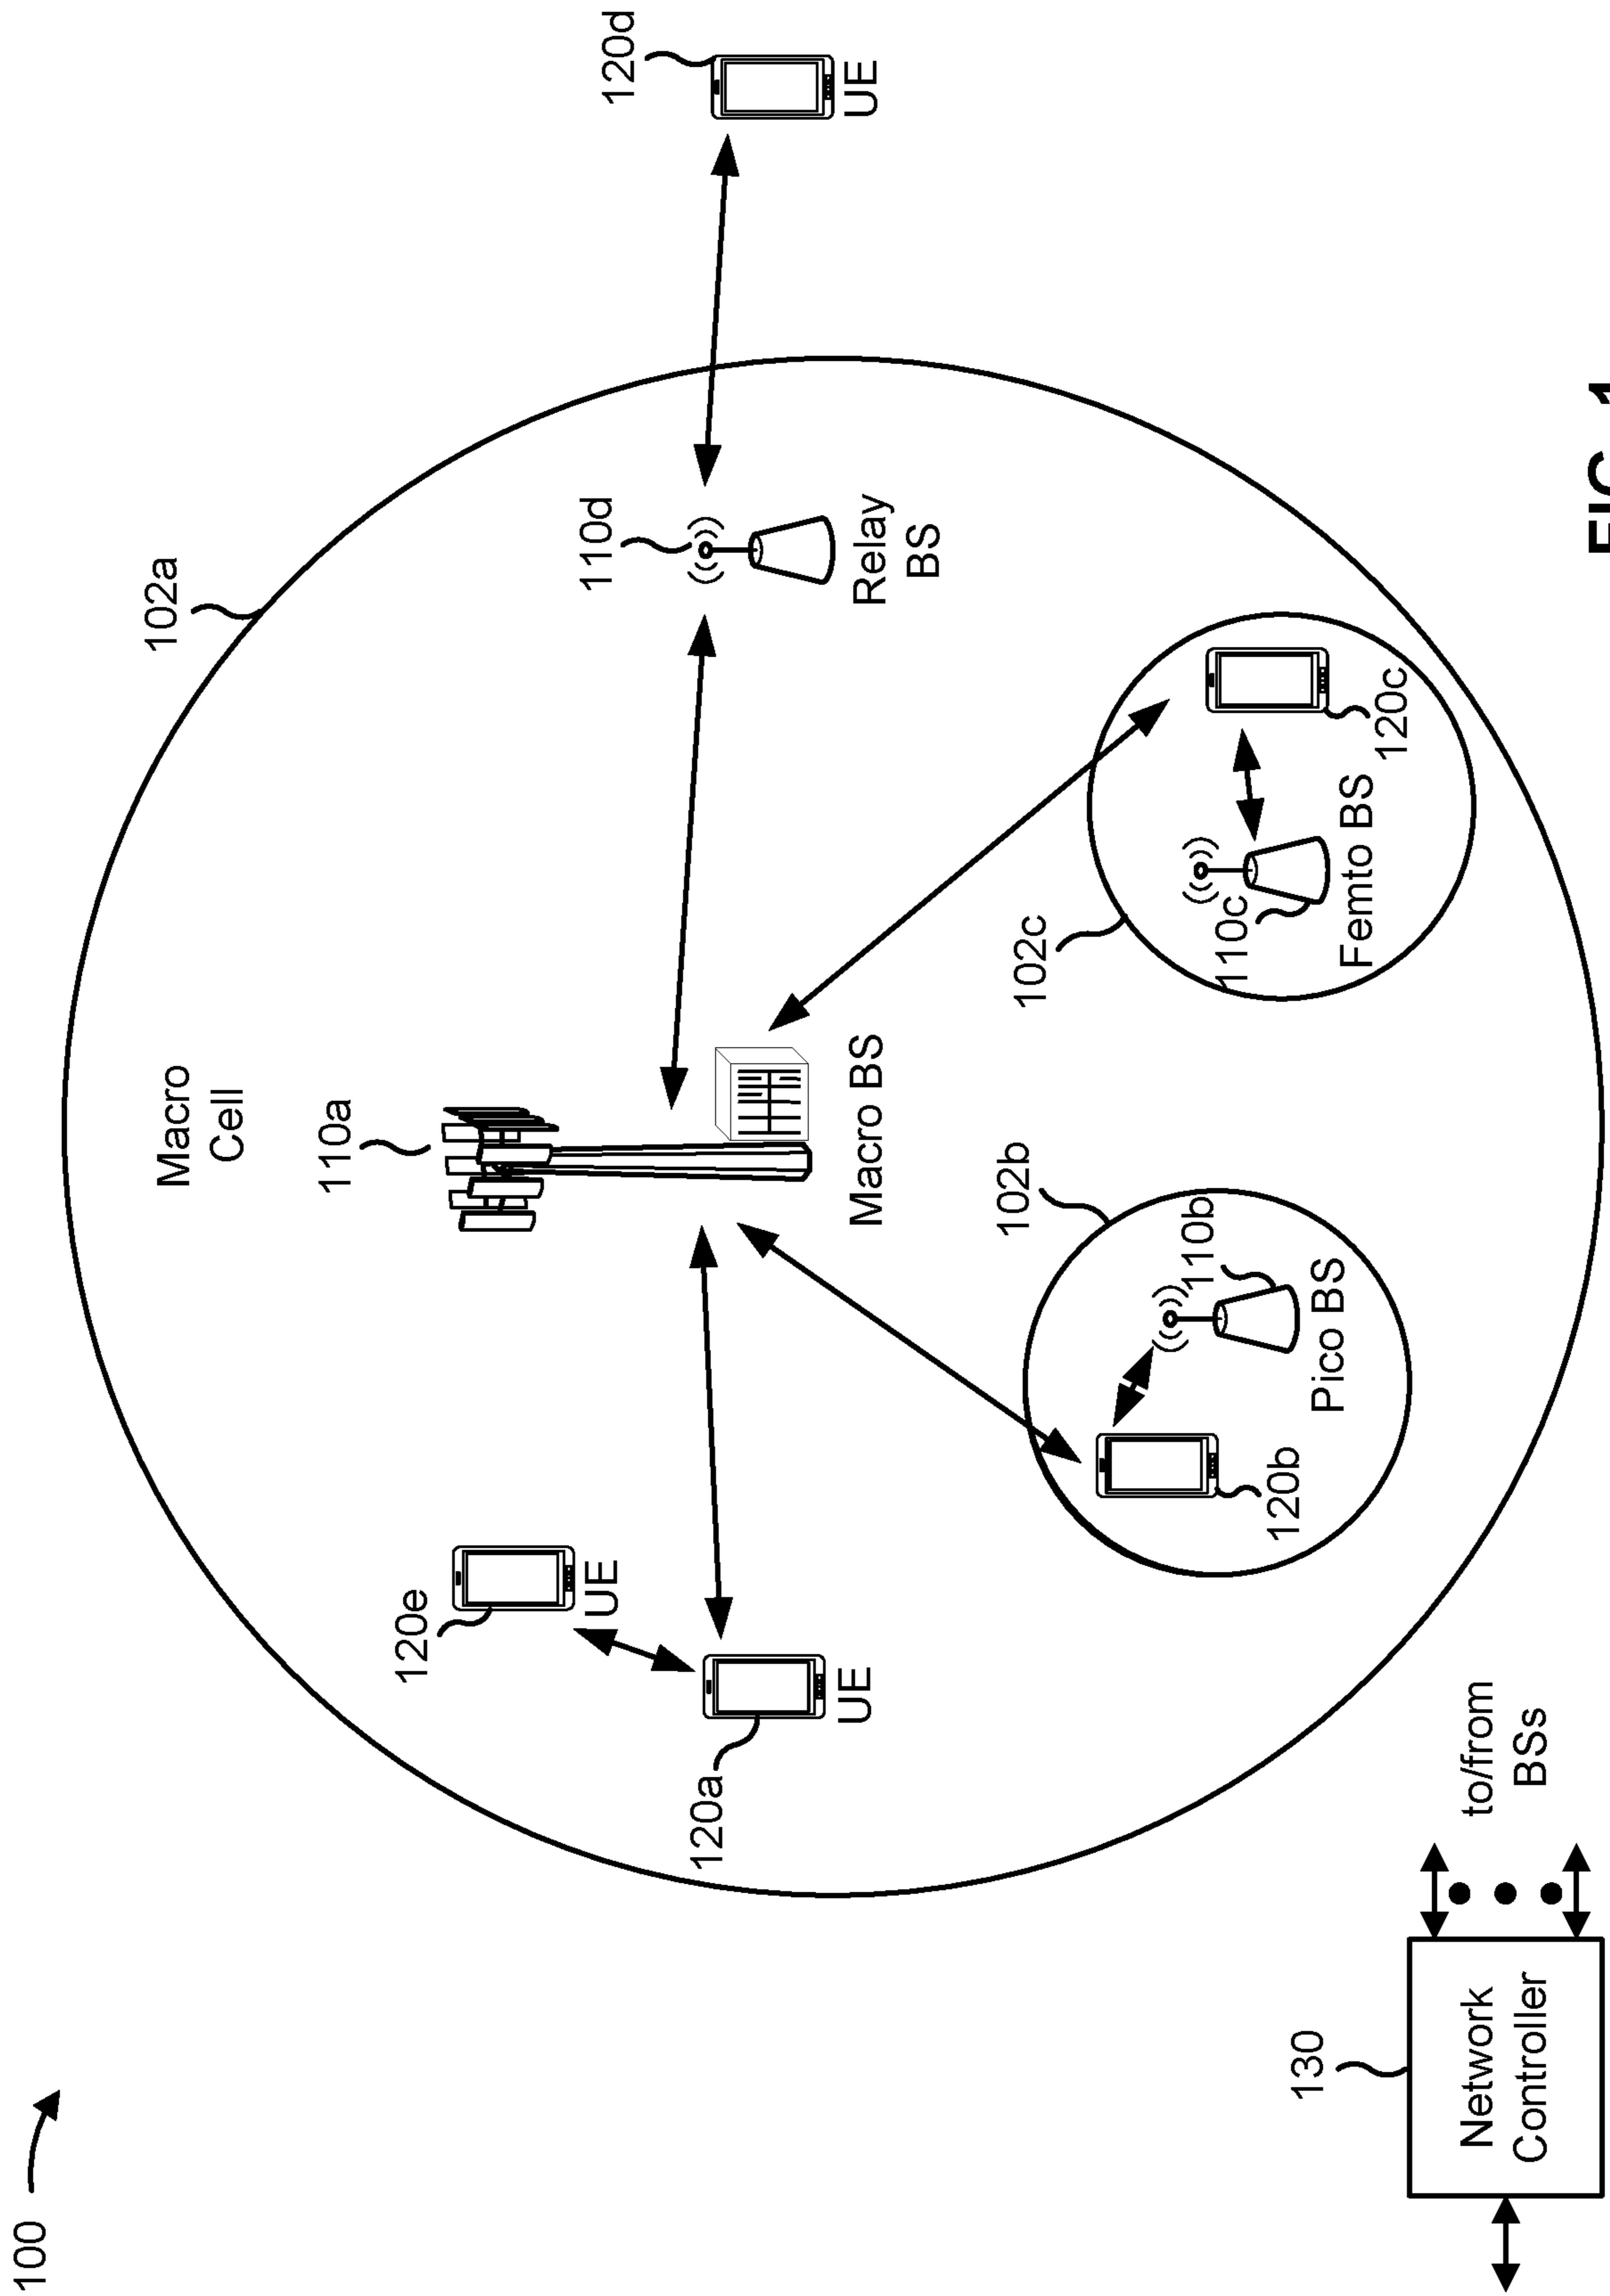 100
102a
Macro
Cell
110a
Macro BS
120e
UE
120a
UE
110d
Relay
BS
120d
UE
102b
110b
Pico BS
120b
102c
110c
Femto BS
120c
130
Network
Controller
to/from
BSs